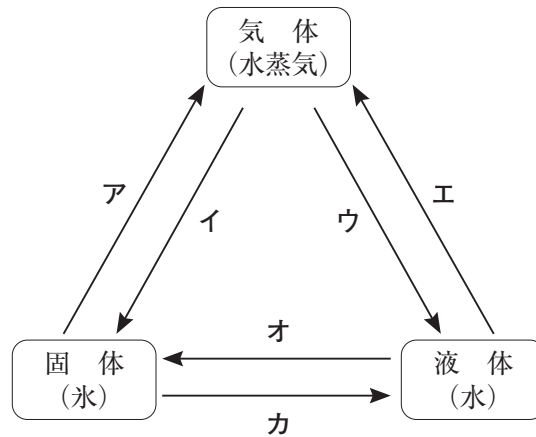 気 体
（水蒸気）
ア
イ
ウ
エ
オ
固 体
（氷）
液 体
（水）
カ